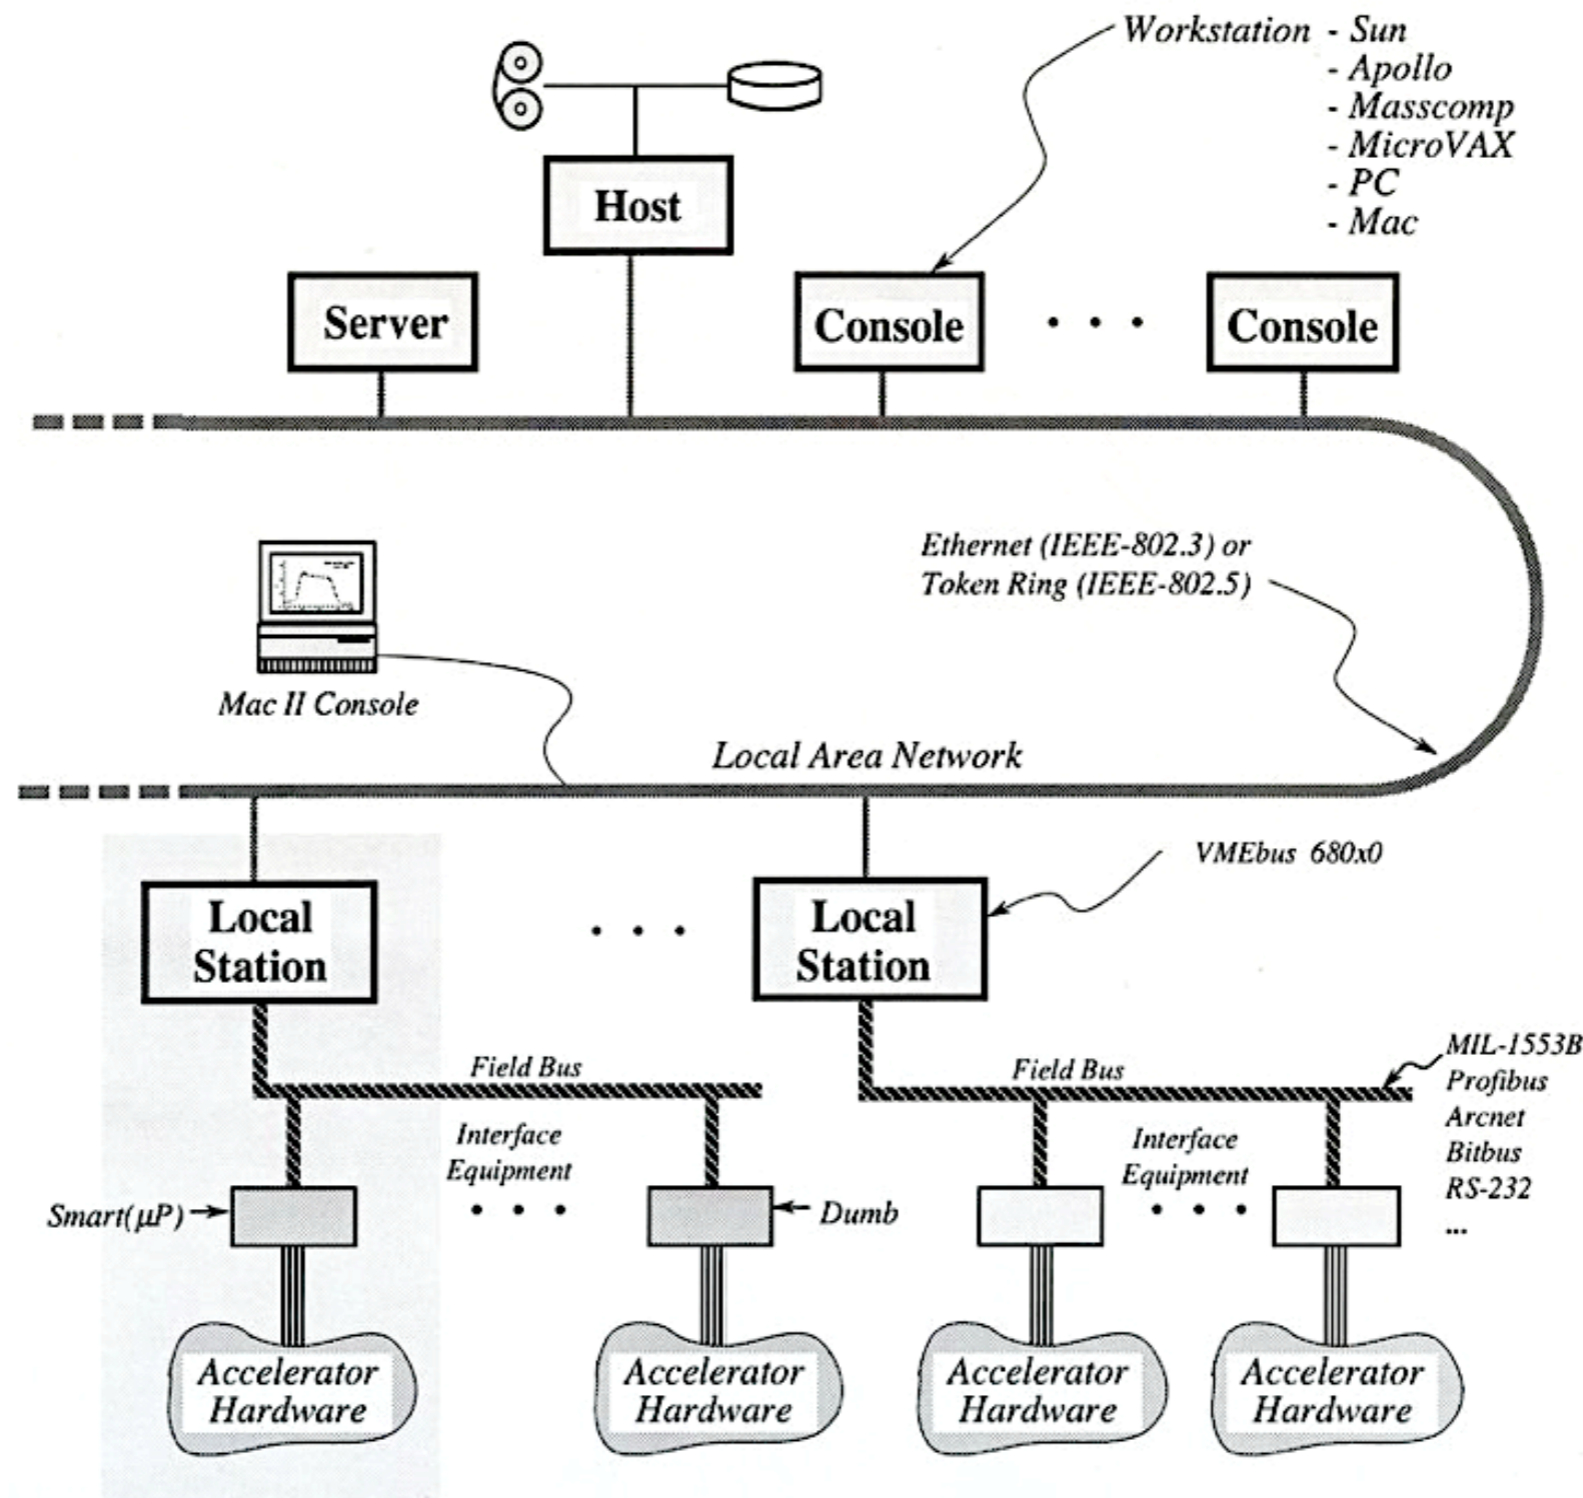 Workstation - Sun
- Apollo
- Masscomp
- MicroVAX
- PC
- Mac
Host
Server
Console
. . .
Console
Ethernet (IEEE-802.3) or
Token Ring (IEEE-802.5)
Mac II Console
Local Area Network
VMEbus 680x0
Local
Station
. . .
Local
Station
Field Bus
Field Bus
MIL-1553B
Profibus
Arcnet
Bitbus
RS-232
...
Interface
Equipment
. . .
Interface
Equipment
. . .
Smart(μP)
Dumb
Accelerator
Hardware
Accelerator
Hardware
Accelerator
Hardware
Accelerator
Hardware